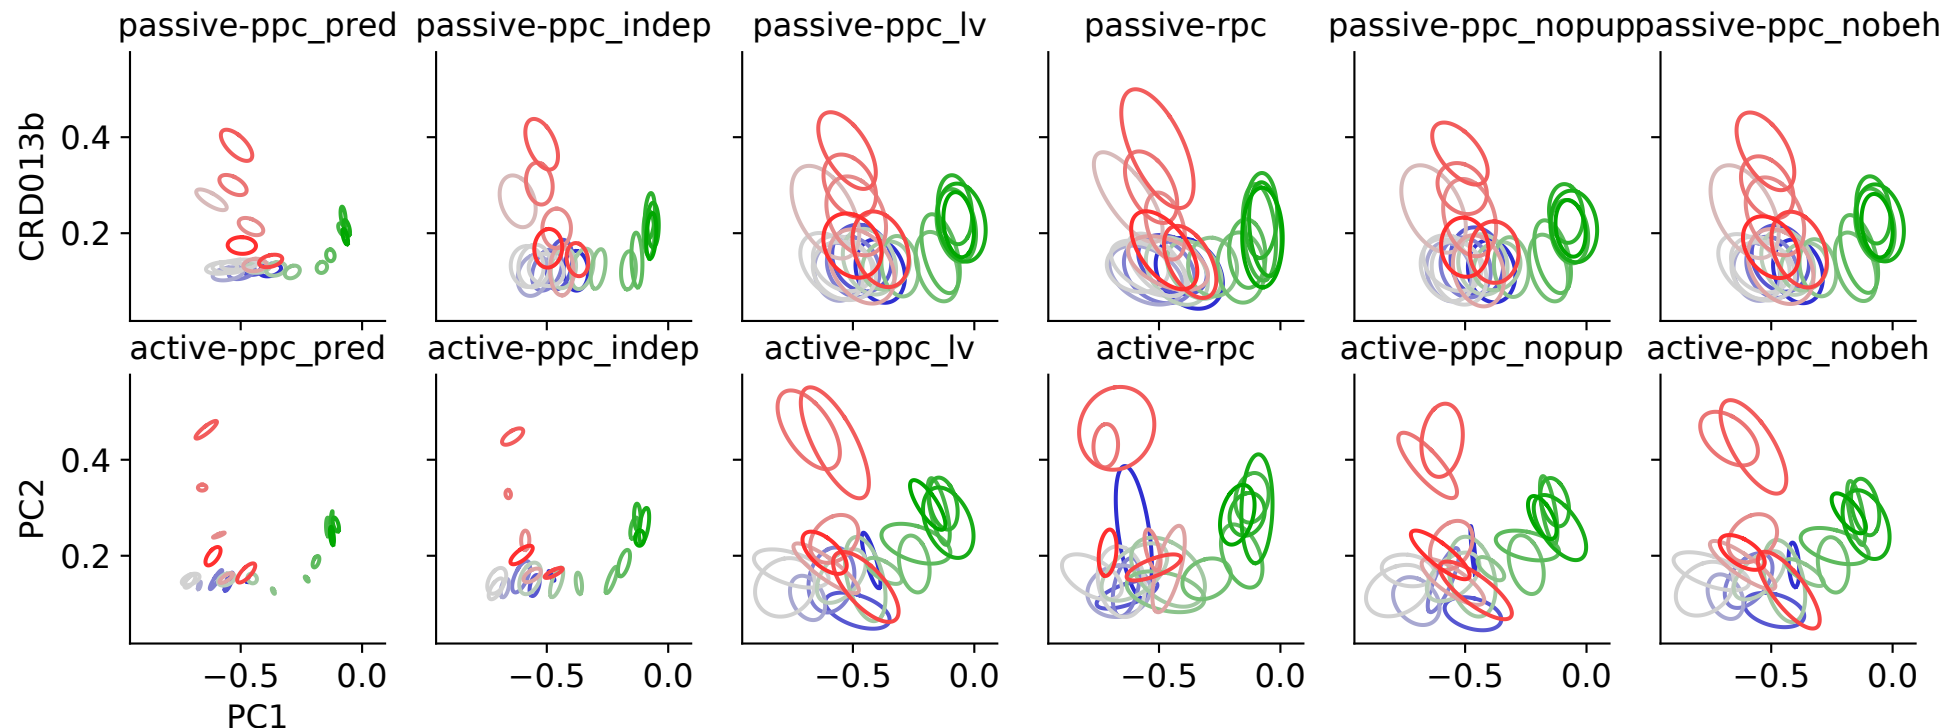 passive-ppc_pred passive-ppc_indep passive-ppc_lv passive-rpc passive-ppc_nopup passive-ppc_nobeh
CRD013b
0.4
0.2
active-ppc_pred active-ppc_indep active-ppc_lv active-rpc active-ppc_nopup active-ppc_nobeh
PC2
0.4
0.2
−0.5 0.0 −0.5 0.0 −0.5 0.0 −0.5 0.0 −0.5 0.0 −0.5 0.0
PC1